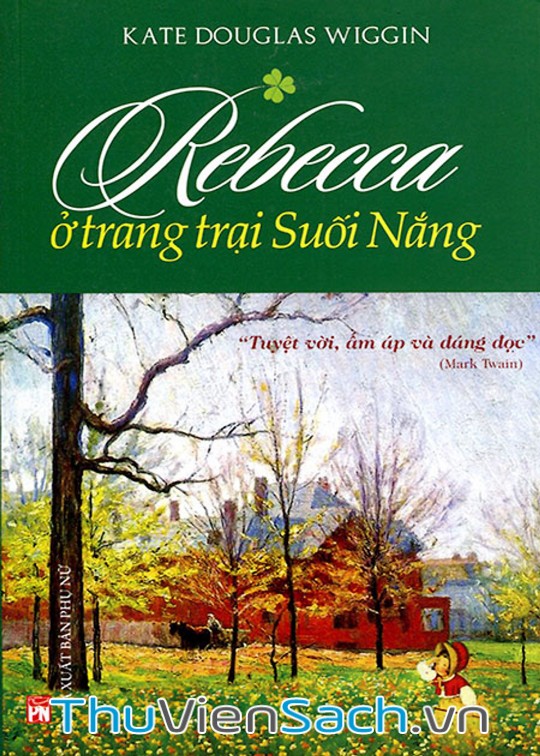 KATE DOUGLAS WIGGIN
Rebecca
ở trang trại Suối Nắng
“Tuyệt vời, ấm áp và đáng đọc”
(Mark Twain)
XUẤT BẢN PHỤ NỮ
PN
ThuVienSach.vn